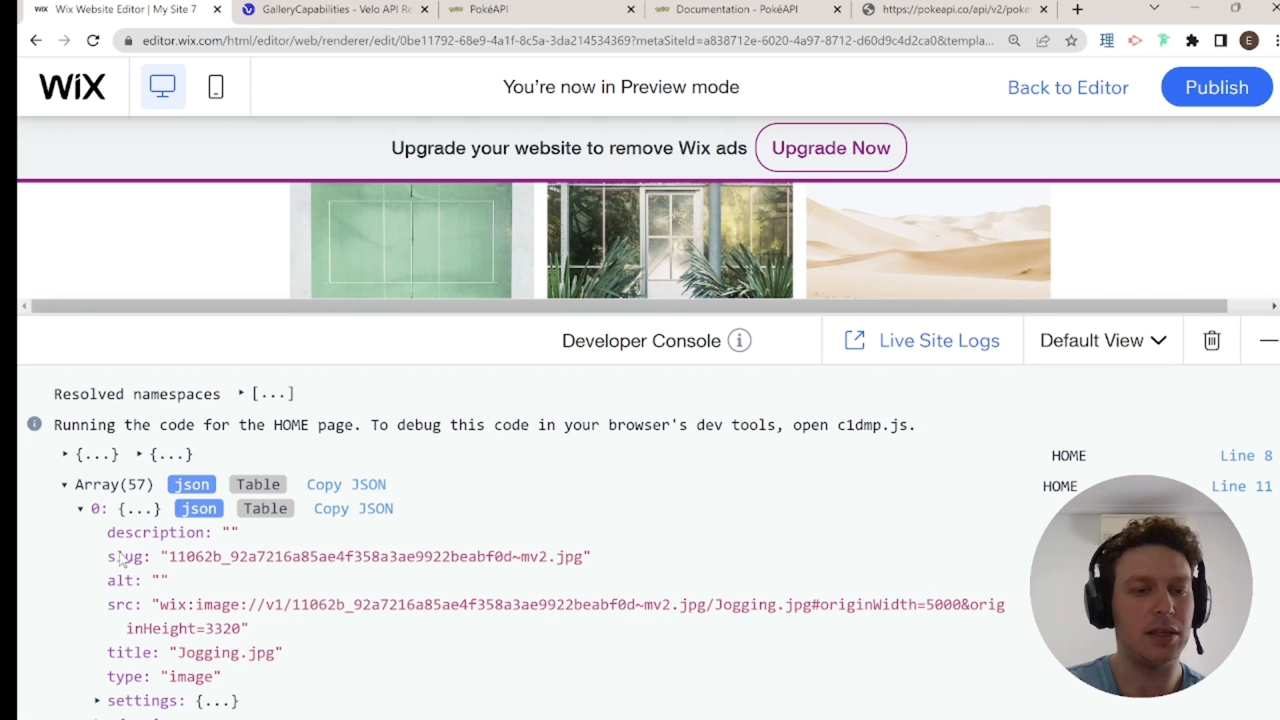 WiX Wix Website Editor | My Site 7
GalleryCapabilities - Velo API Re
PokéAPI
Documentation - PokéAPI
https://pokeapi.co/api/v2/poke
editor.wix.com/html/editor/web/renderer/edit/0be11792-68e9-4a1f-8c5a-3da214534369?metaSiteId=a838712e-6020-4a97-8712-d60d9c4d2ca0&templa...
E
WiX
You're now in Preview mode
Back to Editor
Publish
Upgrade your website to remove Wix ads
Upgrade Now
Developer Console
Live Site Logs
Default View
Resolved namespaces [...]
Running the code for the HOME page. To debug this code in your browser's dev tools, open c1dmp.js.
{...} {...} HOME Line 8
Array(57) json Table Copy JSON HOME Line 11
0: {...} json Table Copy JSON
description: ""
slug: "11062b_92a7216a85ae4f358a3ae9922beabf0d~mv2.jpg"
alt: ""
src: "wix:image://v1/11062b_92a7216a85ae4f358a3ae9922beabf0d~mv2.jpg/Jogging.jpg#originWidth=5000&orig
inHeight=3320"
title: "Jogging.jpg"
type: "image"
settings: {...}